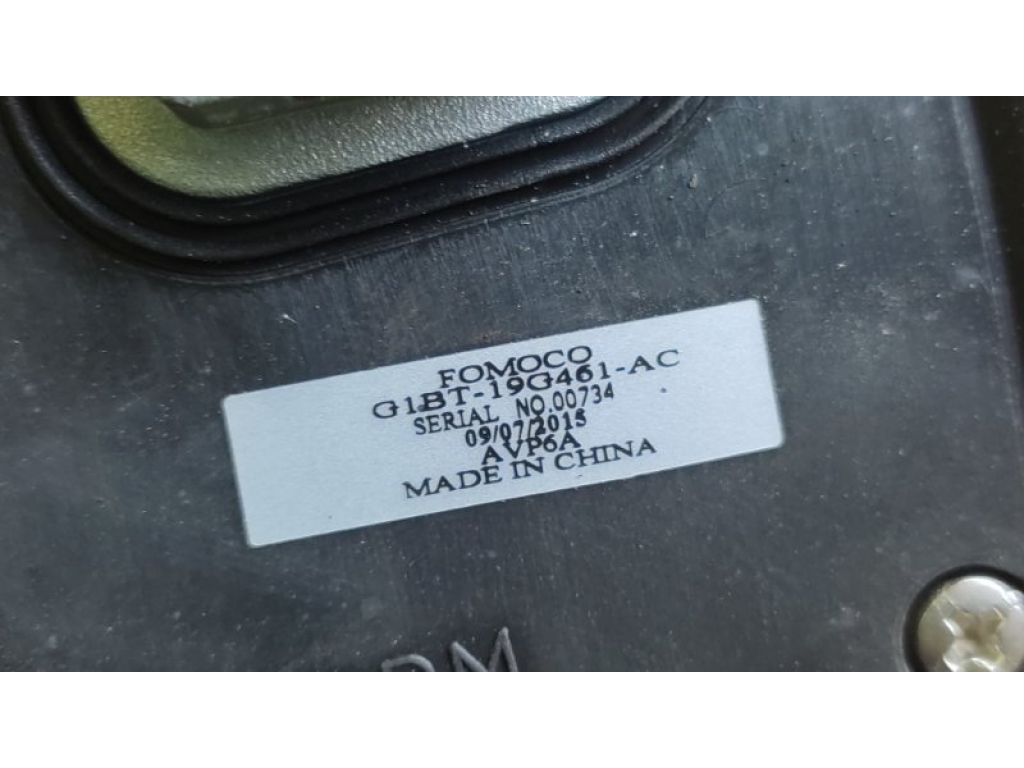 FOMOCO
G1BT-19G461-AC
SERIAL NO.00734
09/07/2015
AVP6A
MADE IN CHINA